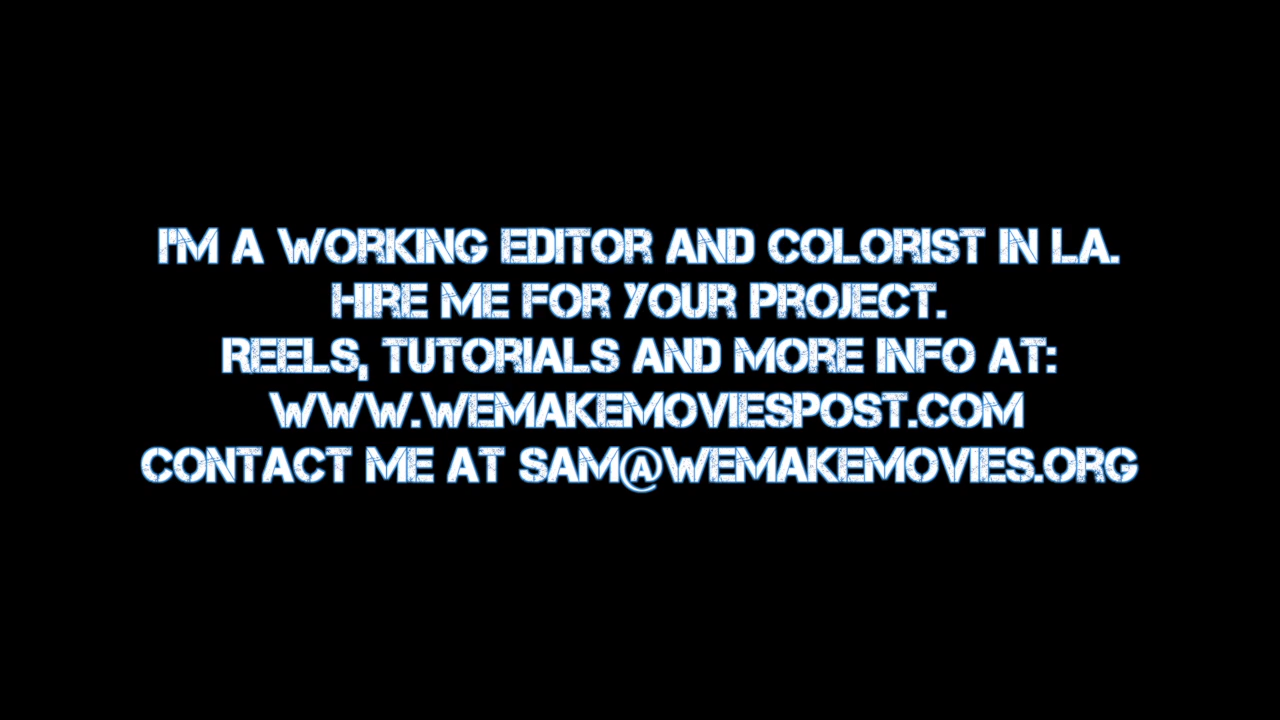 I'M A WORKING EDITOR AND COLORIST IN LA.
HIRE ME FOR YOUR PROJECT.
REELS, TUTORIALS AND MORE INFO AT:
WWW.WEMAKEMOVIESPOST.COM
CONTACT ME AT SAM@WEMAKEMOVIES.ORG